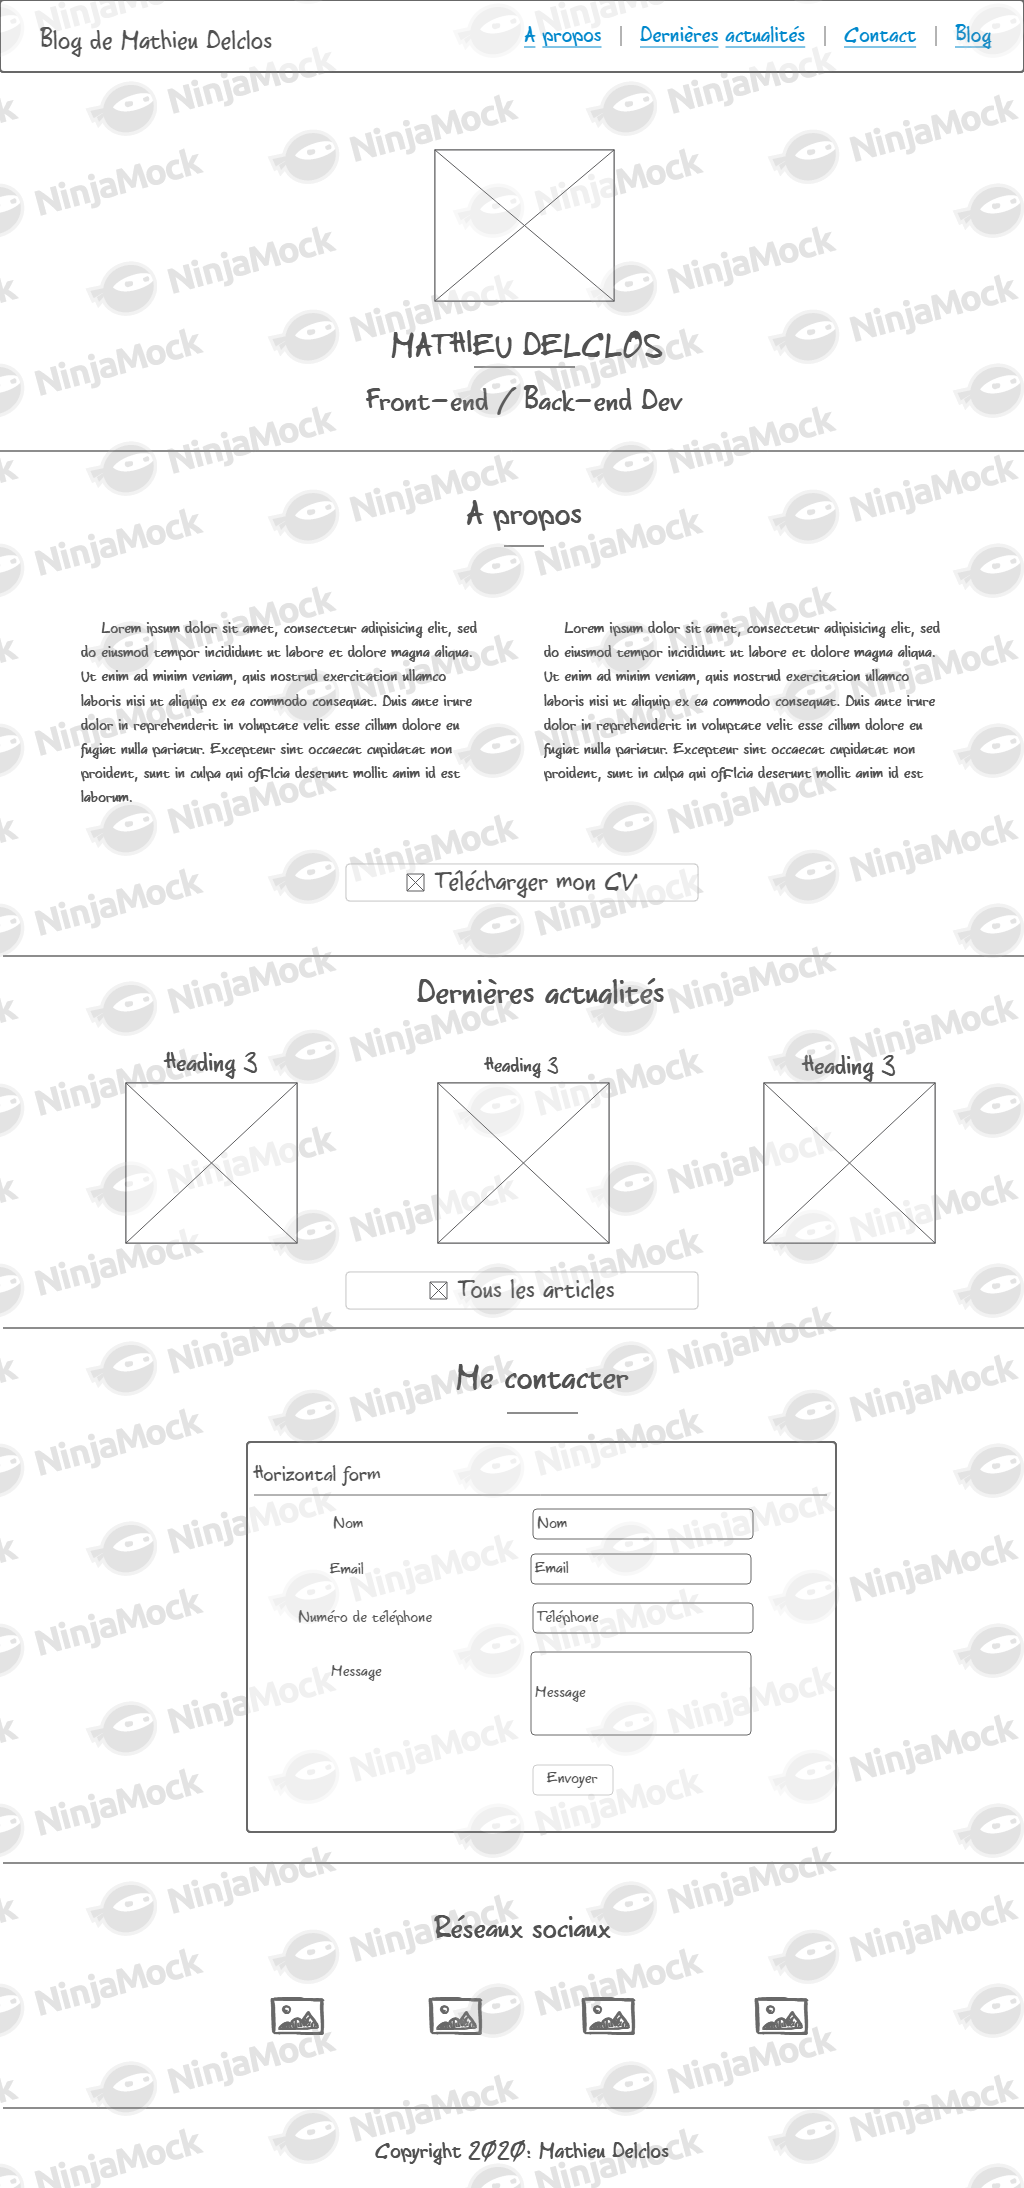 Blog de Mathieu Delclos
A propos | Dernières actualités | Contact | Blog
MATHIEU DELCLOS
Front-end / Back-end Dev
A propos
Lorem ipsum dolor sit amet, consectetur adipisicing elit, sed
do eiusmod tempor incididunt ut labore et dolore magna aliqua.
Ut enim ad minim veniam, quis nostrud exercitation ullamco
laboris nisi ut aliquip ex ea commodo consequat. Duis aute irure
dolor in reprehenderit in voluptate velit esse cillum dolore eu
fugiat nulla pariatur. Excepteur sint occaecat cupidatat non
proident, sunt in culpa qui officia deserunt mollit anim id est
laborum.
Lorem ipsum dolor sit amet, consectetur adipisicing elit, sed
do eiusmod tempor incididunt ut labore et dolore magna aliqua.
Ut enim ad minim veniam, quis nostrud exercitation ullamco
laboris nisi ut aliquip ex ea commodo consequat. Duis aute irure
dolor in reprehenderit in voluptate velit esse cillum dolore eu
fugiat nulla pariatur. Excepteur sint occaecat cupidatat non
proident, sunt in culpa qui officia deserunt mollit anim id est
Télécharger mon CV
Dernières actualités
Heading 3
Heading 3
Heading 3
Tous les articles
Me contacter
Horizontal form
Nom
Nom
Email
Email
Numéro de téléphone
Téléphone
Message
Message
Envoyer
Réseaux sociaux
Copyright 2020: Mathieu Delclos
NinjaMock